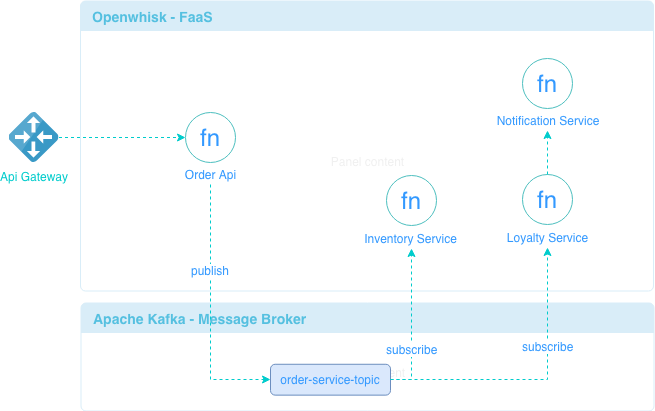 Openwhisk - FaaS
fn
Notification Service
fn
Api Gateway
Order Api
Panel content
fn
fn
Inventory Service
Loyalty Service
publish
Apache Kafka - Message Broker
subscribe
subscribe
order-service-topic